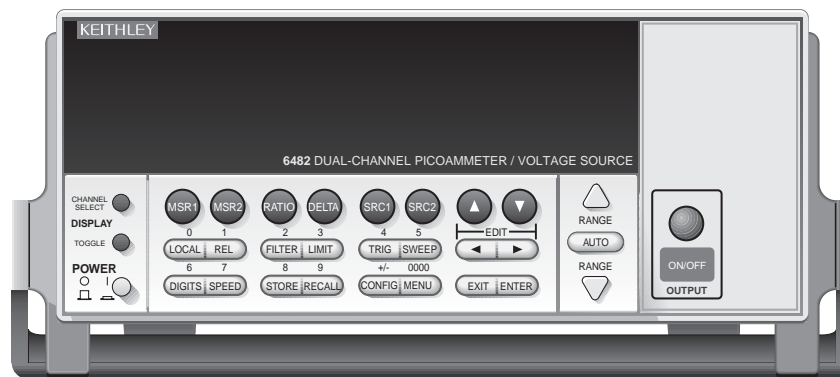 KEITHLEY
6482 DUAL-CHANNEL PICOAMMETER / VOLTAGE SOURCE
CHANNEL
SELECT
DISPLAY
TOGGLE
POWER
MSR1 MSR2 RATIO DELTA SRC1 SRC2
0 1 2 3 4 5
EDIT
LOCAL REL FILTER LIMIT TRIG SWEEP
6 7 8 9 +/- 0000
DIGITS SPEED STORE RECALL CONFIG MENU EXIT ENTER
RANGE
AUTO
RANGE
ON/OFF
OUTPUT